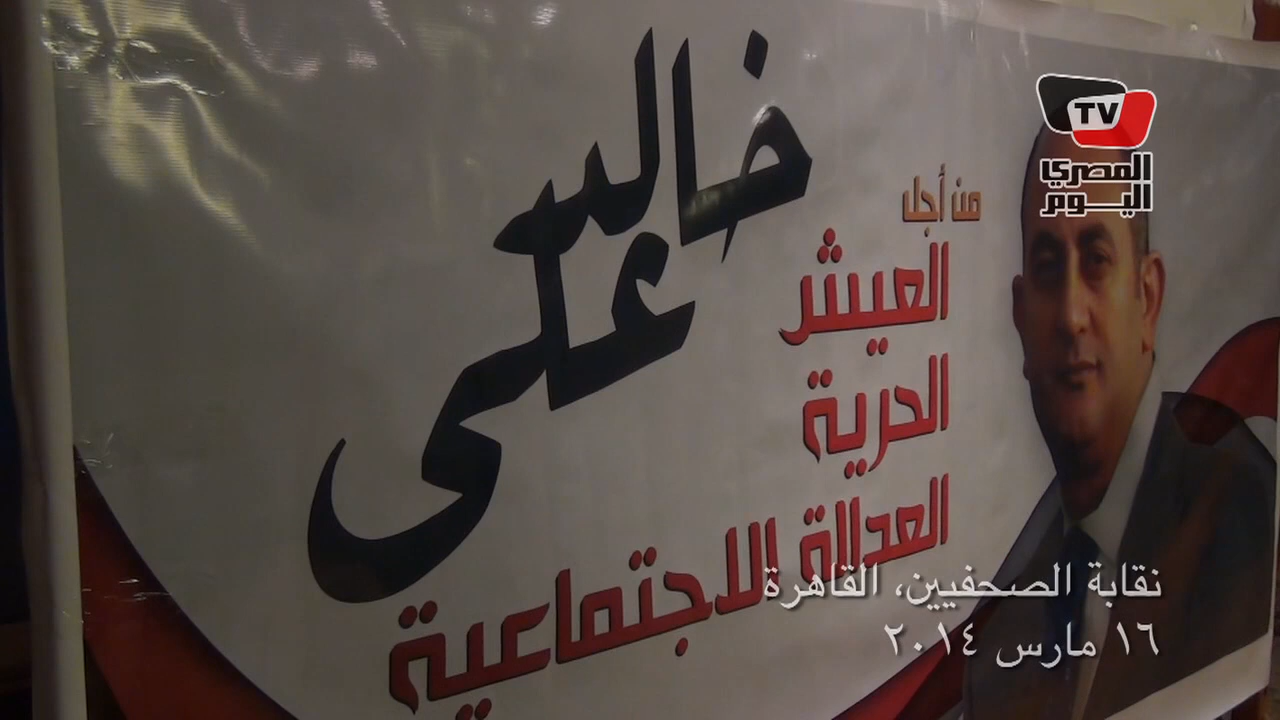 خالد
علي
من أجل
العيش
الحرية
العدالة الاجتماعية
TV
المصري
اليوم
نقابة الصحفيين، القاهرة
١٦ مارس ٢٠١٤